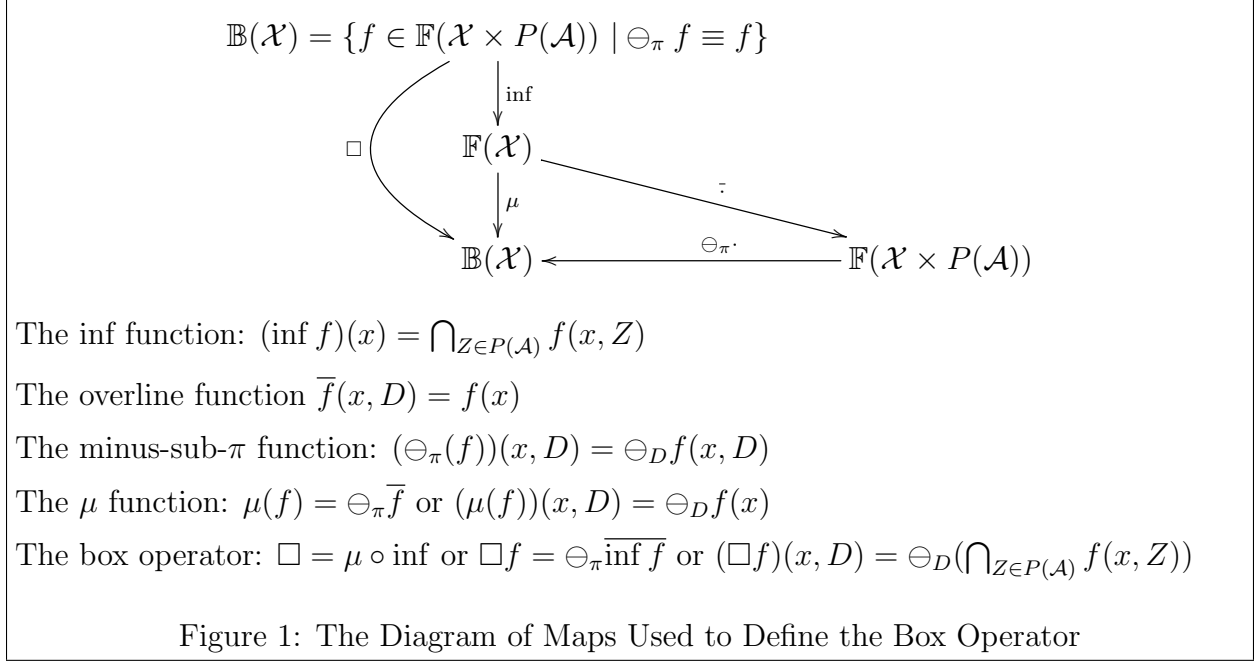 𝔹(𝒳) = {f ∈ 𝔽(𝒳 × P(𝒜)) | ⊖_π f ≡ f}
inf
□
𝔽(𝒳)
μ
⊖_π·
𝔹(𝒳)
𝔽(𝒳 × P(𝒜))
The inf function: (inf f)(x) = ⋂_{Z∈P(𝒜)} f(x, Z)
The overline function \overline{f}(x, D) = f(x)
The minus-sub-π function: (⊖_π(f))(x, D) = ⊖_D f(x, D)
The μ function: μ(f) = ⊖_π \overline{f} or (μ(f))(x, D) = ⊖_D f(x)
The box operator: □ = μ ∘ inf or □f = ⊖_π \overline{inf f} or (□f)(x, D) = ⊖_D(⋂_{Z∈P(𝒜)} f(x, Z))
Figure 1: The Diagram of Maps Used to Define the Box Operator